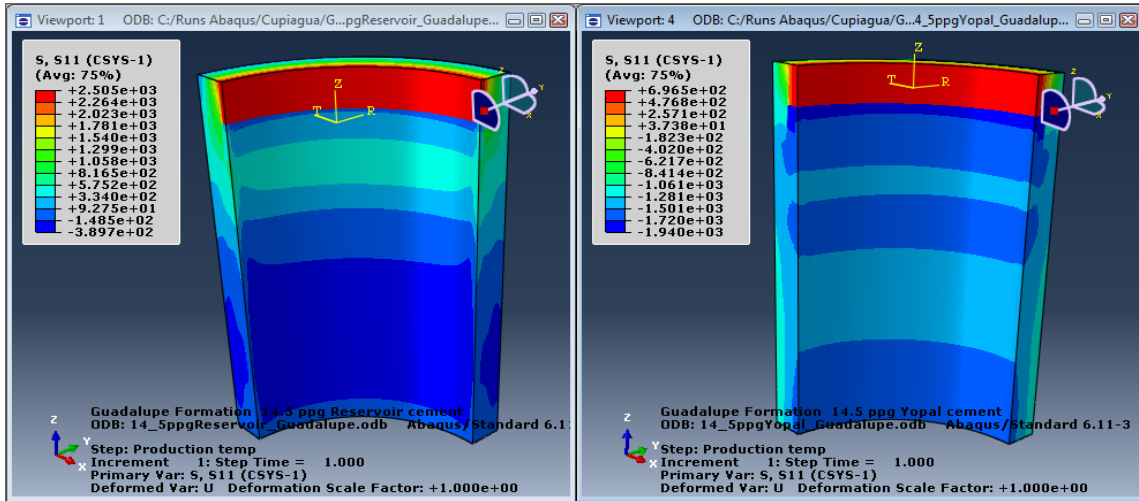 Viewport: 1 ODB: C:/Runs Abaqus/Cupiagua/G...pgReservoir_Guadalupe...
S, S11 (CSYS-1)
(Avg: 75%)
+2.505e+03
+2.264e+03
+2.023e+03
+1.781e+03
+1.540e+03
+1.299e+03
+1.058e+03
+8.165e+02
+5.752e+02
+3.340e+02
+9.275e+01
-1.485e+02
-3.897e+02
Z
T
R
Z
Y
X
Guadalupe Formation 14.5 ppg Reservoir cement
ODB: 14_5ppgReservoir_Guadalupe.odb Abaqus/Standard 6.11
Z
Y
X
Step: Production temp
Increment 1: Step Time = 1.000
Primary Var: S, S11 (CSYS-1)
Deformed Var: U Deformation Scale Factor: +1.000e+00
Viewport: 4 ODB: C:/Runs Abaqus/Cupiagua/G...4_5ppgYopal_Guadalup...
S, S11 (CSYS-1)
(Avg: 75%)
+6.965e+02
+4.768e+02
+2.571e+02
+3.738e+01
-1.823e+02
-4.020e+02
-6.217e+02
-8.414e+02
-1.061e+03
-1.281e+03
-1.501e+03
-1.720e+03
-1.940e+03
Z
T
R
Z
Y
X
Guadalupe Formation 14.5 ppg Yopal cement
ODB: 14_5ppgYopal_Guadalupe.odb Abaqus/Standard 6.11-3
Z
Y
X
Step: Production temp
Increment 1: Step Time = 1.000
Primary Var: S, S11 (CSYS-1)
Deformed Var: U Deformation Scale Factor: +1.000e+00